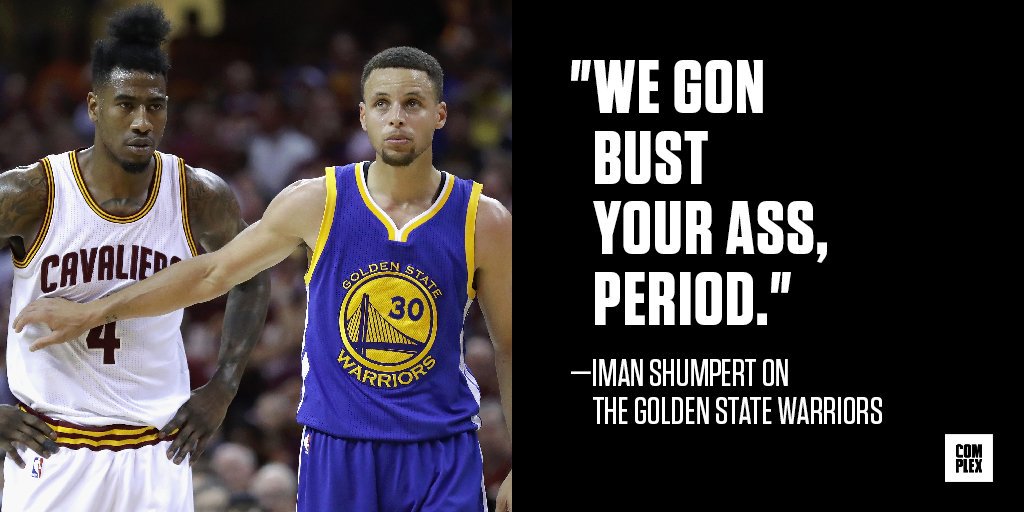 CAVALIERS
4
GOLDEN STATE
30
WARRIORS
"WE GON
BUST
YOUR ASS,
PERIOD."
—IMAN SHUMPERT ON
THE GOLDEN STATE WARRIORS
COM
PLEX